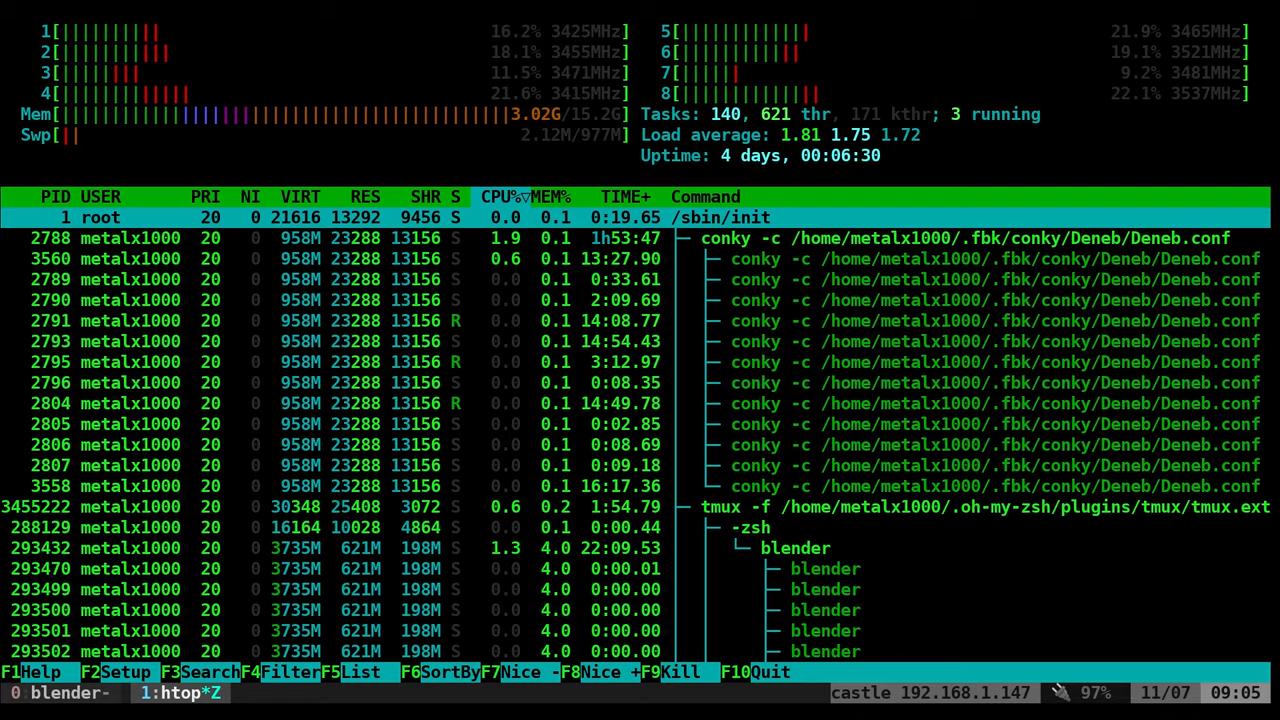 1[||||||||||| 16.2% 3425MHz] 5[||||||||||||| 21.9% 3465MHz]
2[|||||||||||| 18.1% 3455MHz] 6[|||||||||||| 19.1% 3521MHz]
3[|||||||| 11.5% 3471MHz] 7[|||||| 9.2% 3481MHz]
4[|||||||||||||| 21.6% 3415MHz] 8[|||||||||||||| 22.1% 3537MHz]
Mem[|||||||||||||||||||||||||||||||||||||||||||||3.02G/15.2G] Tasks: 140, 621 thr, 171 kthr; 3 running
Swp[|| 2.12M/977M] Load average: 1.81 1.75 1.72
Uptime: 4 days, 00:06:30
PID USER PRI NI VIRT RES SHR S CPU%▽MEM% TIME+ Command
1 root 20 0 21616 13292 9456 S 0.0 0.1 0:19.65 /sbin/init
2788 metalx1000 20 0 958M 23288 13156 S 1.9 0.1 1h53:47 ├─ conky -c /home/metalx1000/.fbk/conky/Deneb/Deneb.conf
3560 metalx1000 20 0 958M 23288 13156 S 0.6 0.1 13:27.90 │ ├─ conky -c /home/metalx1000/.fbk/conky/Deneb/Deneb.conf
2789 metalx1000 20 0 958M 23288 13156 S 0.0 0.1 0:33.61 │ ├─ conky -c /home/metalx1000/.fbk/conky/Deneb/Deneb.conf
2790 metalx1000 20 0 958M 23288 13156 S 0.0 0.1 2:09.69 │ ├─ conky -c /home/metalx1000/.fbk/conky/Deneb/Deneb.conf
2791 metalx1000 20 0 958M 23288 13156 R 0.0 0.1 14:08.77 │ ├─ conky -c /home/metalx1000/.fbk/conky/Deneb/Deneb.conf
2793 metalx1000 20 0 958M 23288 13156 S 0.0 0.1 14:54.43 │ ├─ conky -c /home/metalx1000/.fbk/conky/Deneb/Deneb.conf
2795 metalx1000 20 0 958M 23288 13156 R 0.0 0.1 3:12.97 │ ├─ conky -c /home/metalx1000/.fbk/conky/Deneb/Deneb.conf
2796 metalx1000 20 0 958M 23288 13156 S 0.0 0.1 0:08.35 │ ├─ conky -c /home/metalx1000/.fbk/conky/Deneb/Deneb.conf
2804 metalx1000 20 0 958M 23288 13156 R 0.0 0.1 14:49.78 │ ├─ conky -c /home/metalx1000/.fbk/conky/Deneb/Deneb.conf
2805 metalx1000 20 0 958M 23288 13156 S 0.0 0.1 0:02.85 │ ├─ conky -c /home/metalx1000/.fbk/conky/Deneb/Deneb.conf
2806 metalx1000 20 0 958M 23288 13156 S 0.0 0.1 0:08.69 │ ├─ conky -c /home/metalx1000/.fbk/conky/Deneb/Deneb.conf
2807 metalx1000 20 0 958M 23288 13156 S 0.0 0.1 0:09.18 │ ├─ conky -c /home/metalx1000/.fbk/conky/Deneb/Deneb.conf
3558 metalx1000 20 0 958M 23288 13156 S 0.0 0.1 16:17.36 │ └─ conky -c /home/metalx1000/.fbk/conky/Deneb/Deneb.conf
3455222 metalx1000 20 0 30348 25408 3072 S 0.6 0.2 1:54.79 ├─ tmux -f /home/metalx1000/.oh-my-zsh/plugins/tmux/tmux.ext
288129 metalx1000 20 0 16164 10028 4864 S 0.0 0.1 0:00.44 │ ├─ -zsh
293432 metalx1000 20 0 3735M 621M 198M S 1.3 4.0 22:09.53 │ │ └─ blender
293470 metalx1000 20 0 3735M 621M 198M S 0.0 4.0 0:00.01 │ │ ├─ blender
293499 metalx1000 20 0 3735M 621M 198M S 0.0 4.0 0:00.00 │ │ ├─ blender
293500 metalx1000 20 0 3735M 621M 198M S 0.0 4.0 0:00.00 │ │ ├─ blender
293501 metalx1000 20 0 3735M 621M 198M S 0.0 4.0 0:00.00 │ │ ├─ blender
293502 metalx1000 20 0 3735M 621M 198M S 0.0 4.0 0:00.00 │ │ ├─ blender
F1Help F2Setup F3SearchF4FilterF5List F6SortByF7Nice -F8Nice +F9Kill F10Quit
0 blender- 1:htop*Z castle 192.168.1.147 🔌 97% 11/07 09:05